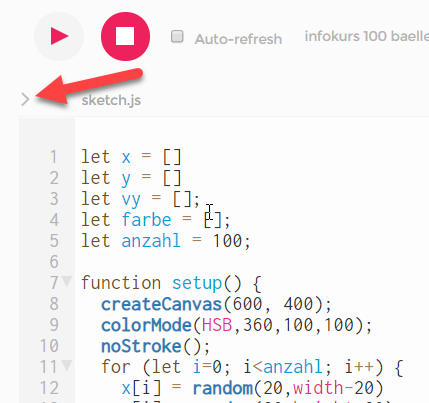 Auto-refresh infokurs 100 baelle
sketch.js
1 let x = []
2 let y = []
3 let vy = [];
4 let farbe = [];
5 let anzahl = 100;
6
7 function setup() {
8 createCanvas(600, 400);
9 colorMode(HSB,360,100,100);
10 noStroke();
11 for (let i=0; i<anzahl; i++) {
12 x[i] = random(20,width-20)